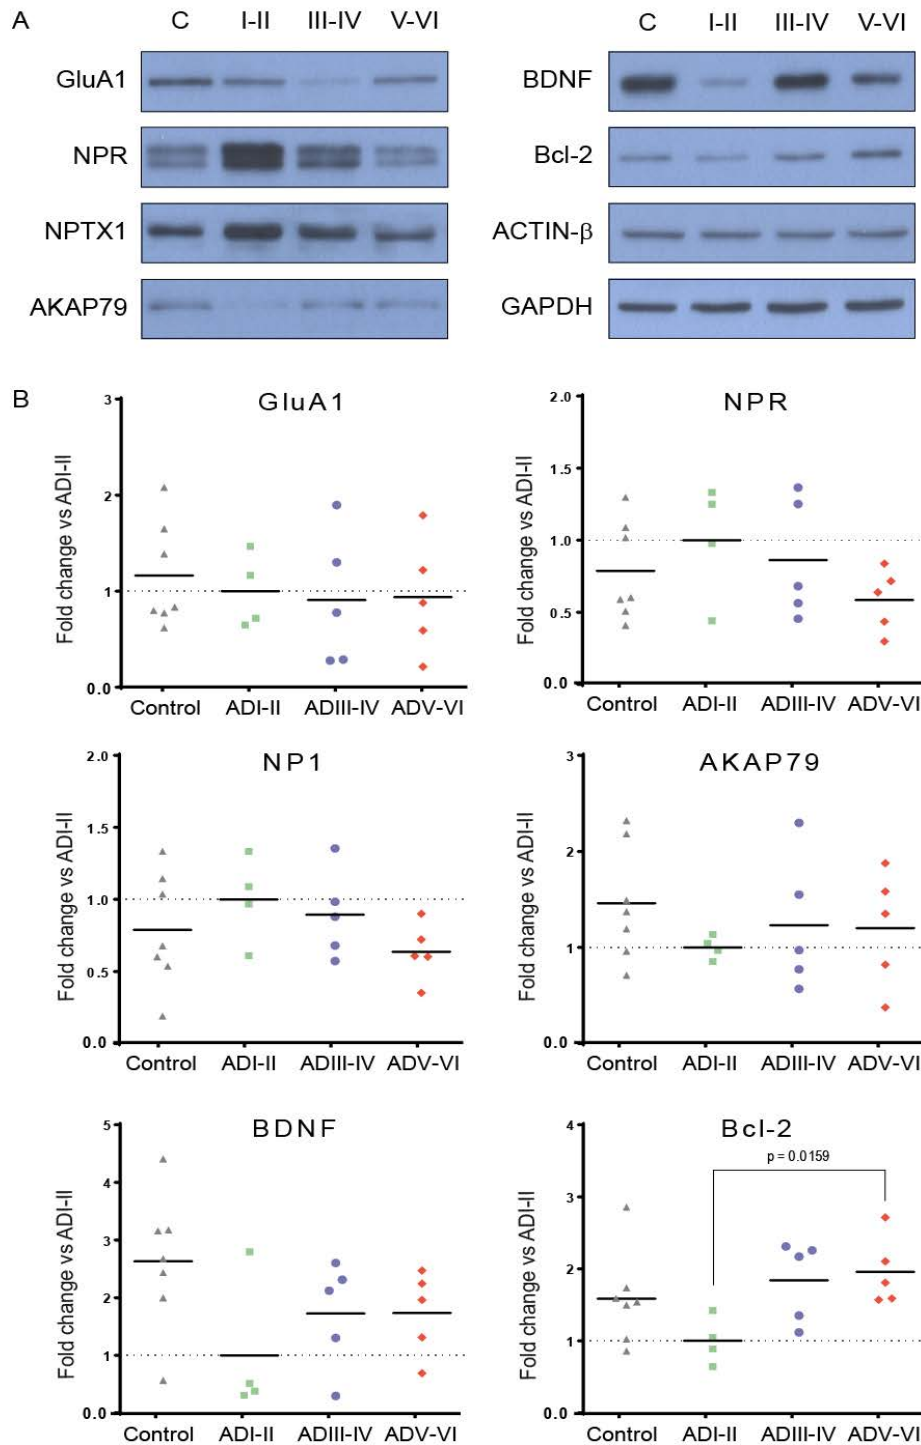 A
C I-II III-IV V-VI
GluA1
NPR
NPTX1
AKAP79
C I-II III-IV V-VI
BDNF
Bcl-2
ACTIN-β
GAPDH
B
GluA1
Fold change vs ADI-II
3
2
1
0.0
Control ADI-II ADIII-IV ADV-VI
NPR
Fold change vs ADI-II
2.0
1.5
1.0
0.5
0.0
Control ADI-II ADIII-IV ADV-VI
NP1
Fold change vs ADI-II
2.0
1.5
1.0
0.5
0.0
Control ADI-II ADIII-IV ADV-VI
AKAP79
Fold change vs ADI-II
3
2
1
0.0
Control ADI-II ADIII-IV ADV-VI
BDNF
Fold change vs ADI-II
5
4
3
2
1
0.0
Control ADI-II ADIII-IV ADV-VI
Bcl-2
p = 0.0159
Fold change vs ADI-II
4
3
2
1
0.0
Control ADI-II ADIII-IV ADV-VI